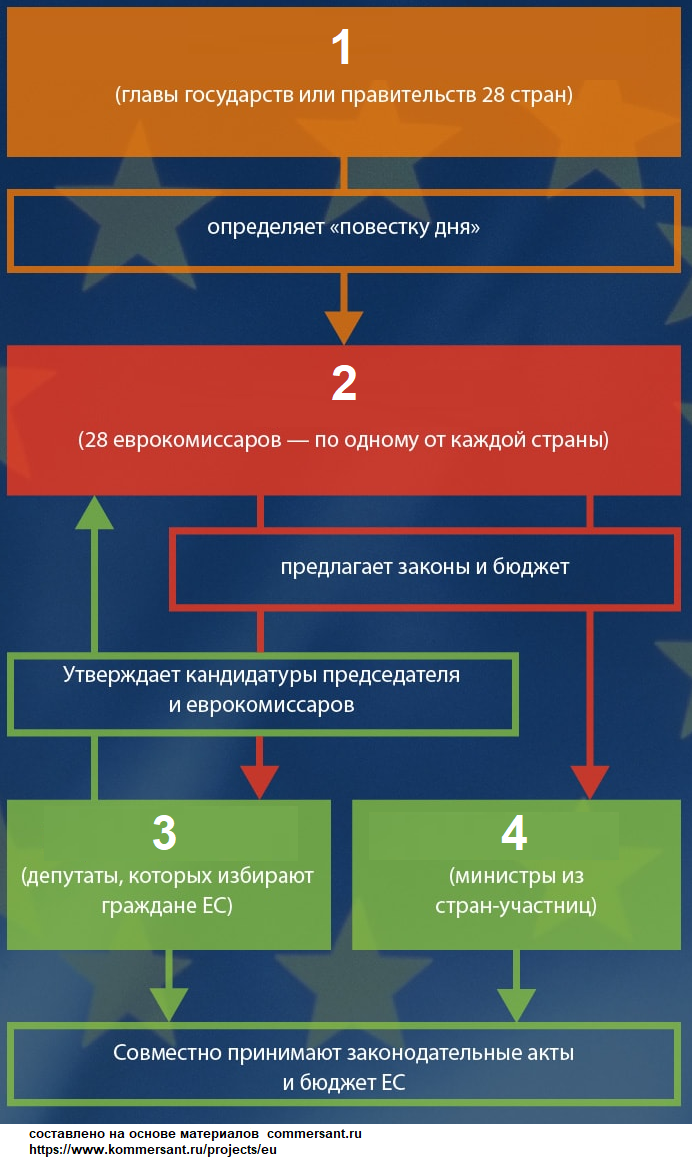 1
(главы государств или правительств 28 стран)
определяет «повестку дня»
2
(28 еврокомиссаров — по одному от каждой страны)
предлагает законы и бюджет
Утверждает кандидатуры председателя
и еврокомиссаров
3
(депутаты, которых избирают
граждане ЕС)
4
(министры из
стран-участниц)
Совместно принимают законодательные акты
и бюджет ЕС
составлено на основе материалов commersant.ru
https://www.kommersant.ru/projects/eu